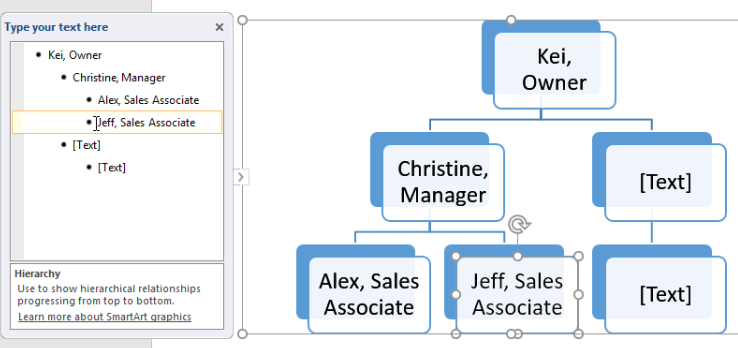 Type your text here
Kei, Owner
Christine, Manager
Alex, Sales Associate
Jeff, Sales Associate
[Text]
[Text]
Hierarchy
Use to show hierarchical relationships
progressing from top to bottom.
Learn more about SmartArt graphics
Kei,
Owner
Christine,
Manager
[Text]
Alex, Sales
Associate
Jeff, Sales
Associate
[Text]